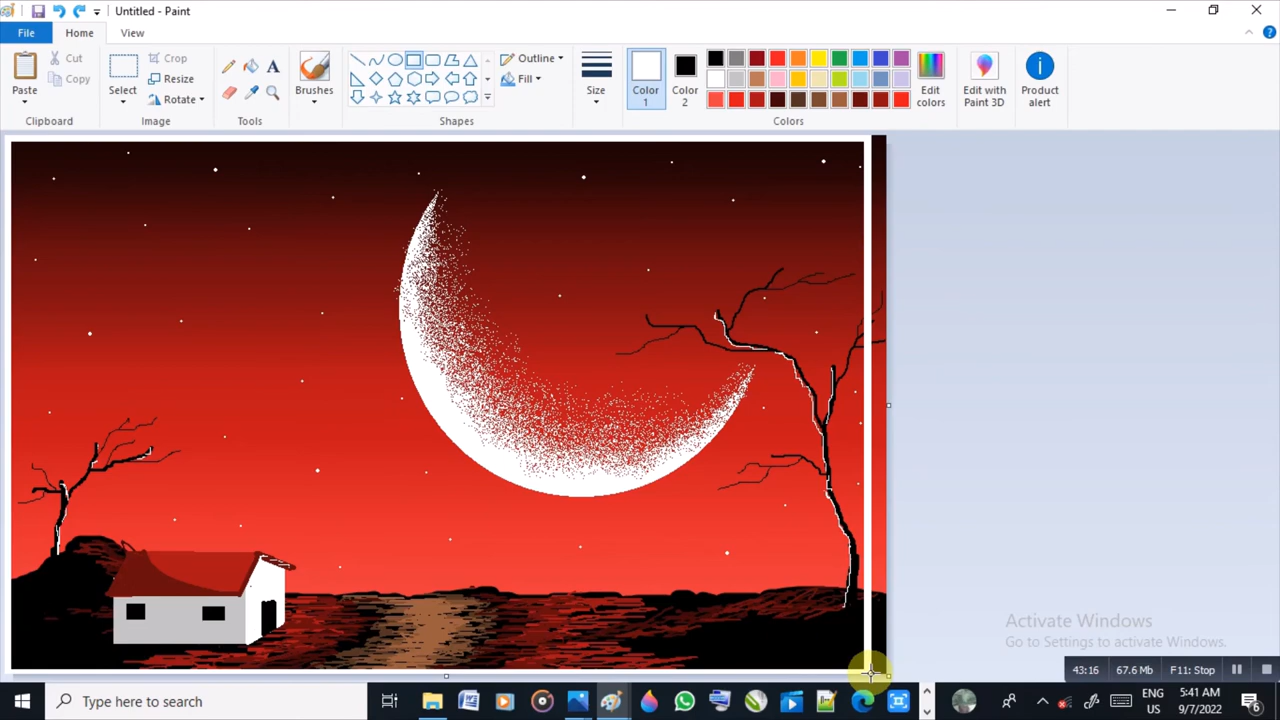 Untitled - Paint
File Home View
Paste
Cut
Copy
Clipboard
Select
Crop
Resize
Rotate
Image
A
Tools
Brushes
Outline
Fill
Shapes
Size
Color 1
Color 2
Edit colors
Colors
Edit with Paint 3D
Product alert
Activate Windows
Go to Settings to activate Windows.
43:16 67.6 Mb F11: Stop
Type here to search
ENG 5:41 AM
US 9/7/2022
6